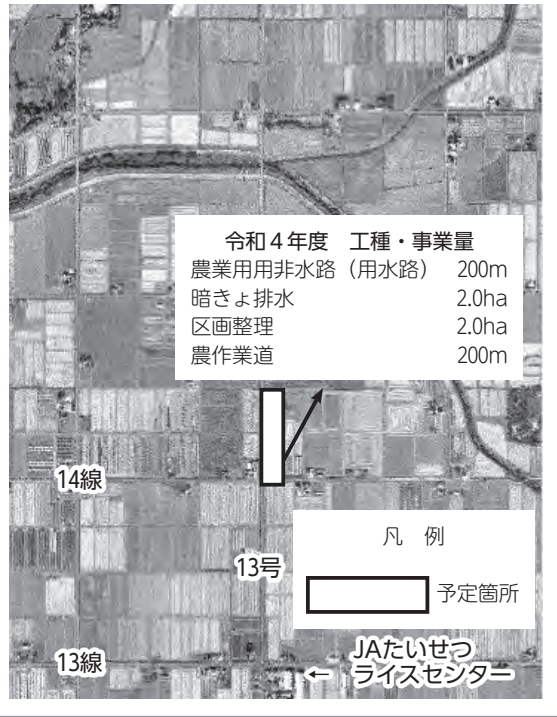 令和4年度　工種・事業量
農業用用非水路（用水路）　200m
暗きょ排水　2.0ha
区画整理　2.0ha
農作業道　200m
14線
13号
凡　例
予定箇所
13線
JAたいせつ
← ライスセンター